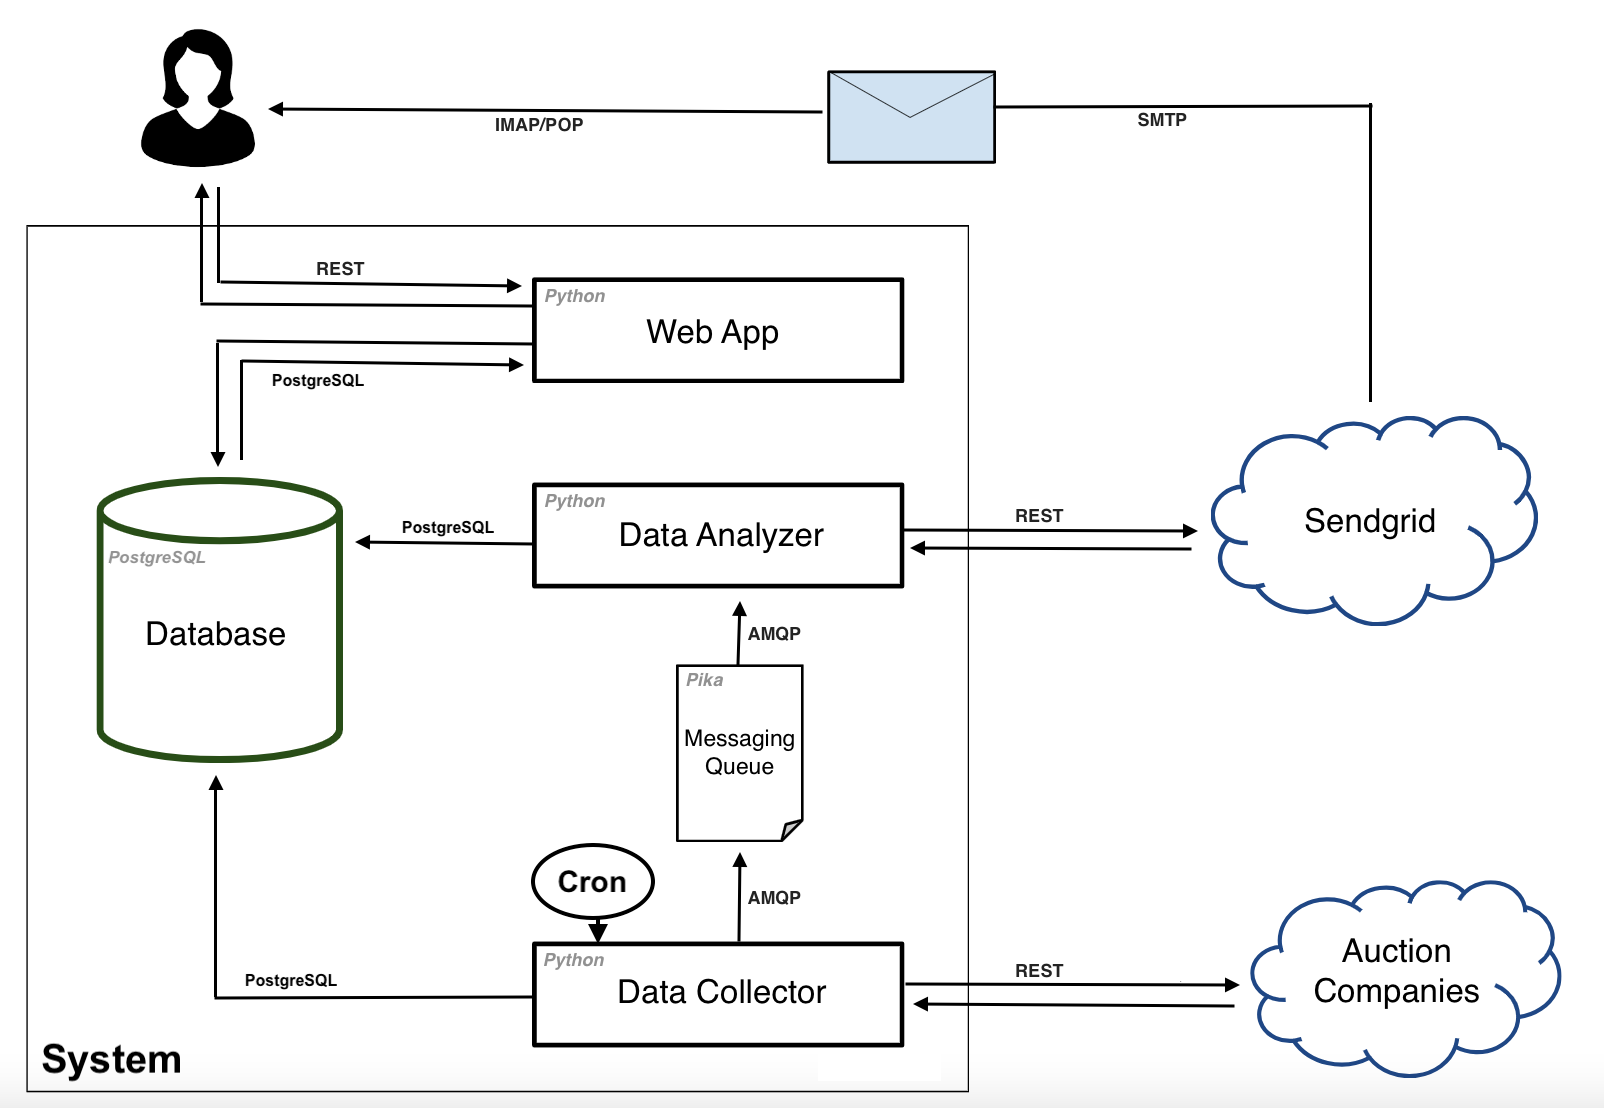 IMAP/POP
SMTP
REST
Python
Web App
PostgreSQL
Python
Data Analyzer
PostgreSQL
REST
Sendgrid
PostgreSQL
Database
AMQP
Pika
Messaging
Queue
Cron
AMQP
Python
Data Collector
PostgreSQL
REST
Auction
Companies
System